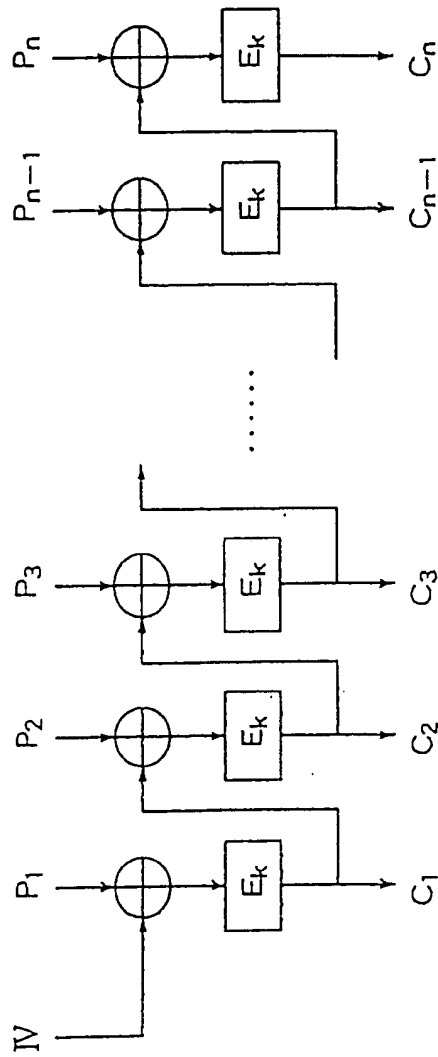 IV P₁ P₂ P₃ Pₙ₋₁ Pₙ
Eₖ Eₖ Eₖ ...... Eₖ Eₖ
C₁ C₂ C₃ Cₙ₋₁ Cₙ